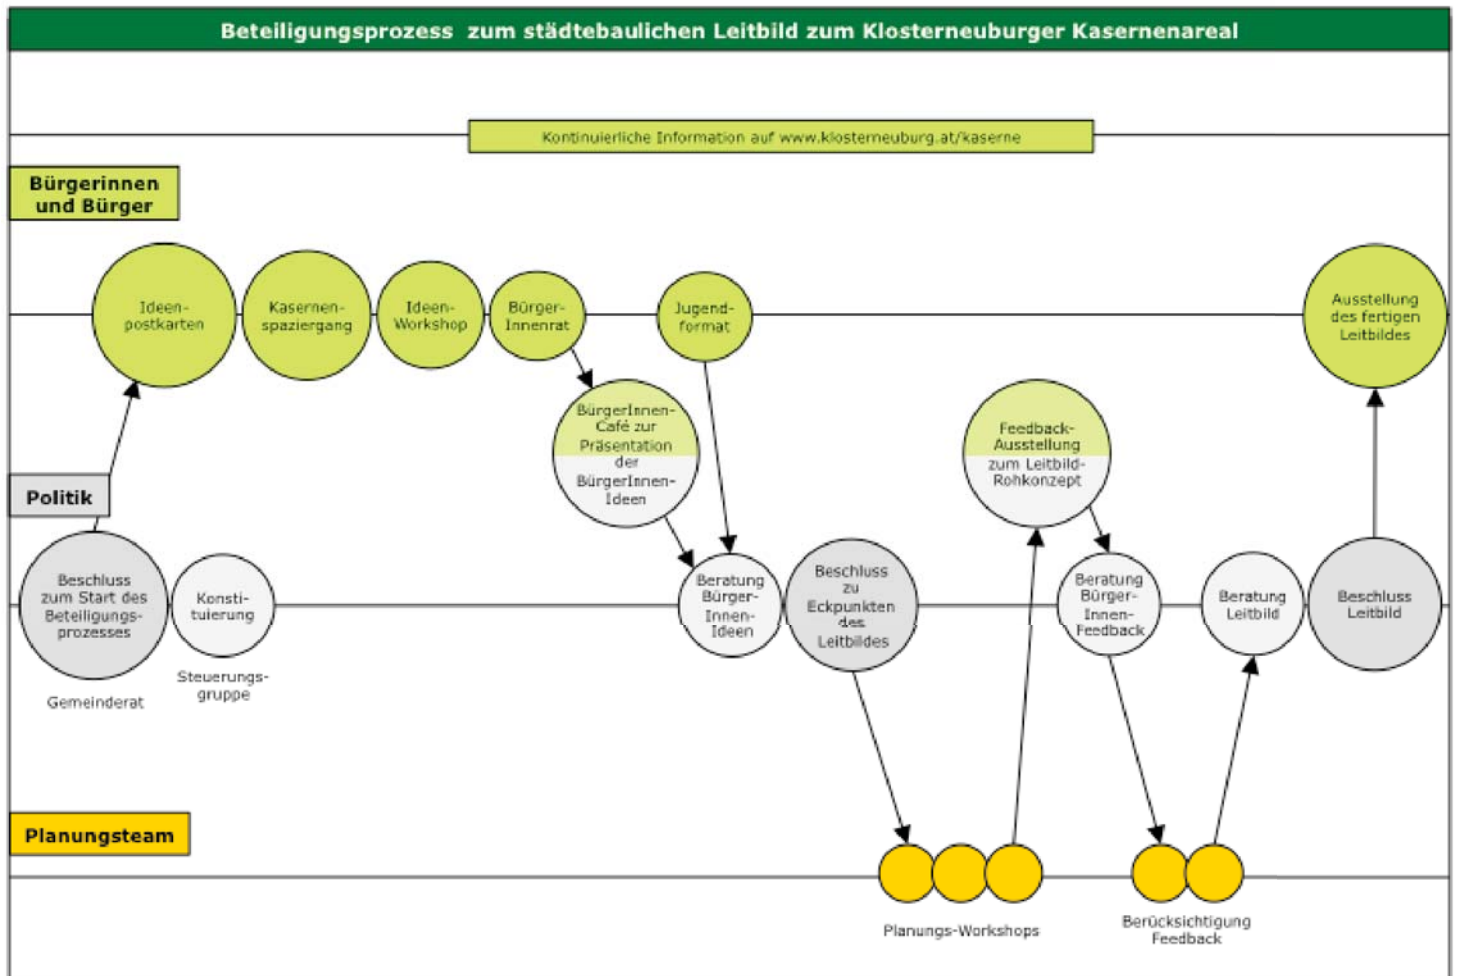 Beteiligungsprozess zum städtebaulichen Leitbild zum Klosterneuburger Kasernenareal
Kontinuierliche Information auf www.klosterneuburg.at/kaserne
Bürgerinnen
und Bürger
Ideen-
postkarten
Kasernen-
spaziergang
Ideen-
Workshop
Bürger-
Innenrat
Jugend-
format
Ausstellung
des fertigen
Leitbildes
BürgerInnen-
Café zur
Präsentation
der
BürgerInnen-
Ideen
Feedback-
Ausstellung
zum Leitbild-
Rohkonzept
Politik
Beschluss
zum Start des
Beteiligungs-
prozesses
Gemeinderat
Konsti-
tuierung
Steuerungs-
gruppe
Beratung
Bürger-
Innen-
Ideen
Beschluss
zu
Eckpunkten
des
Leitbildes
Beratung
Bürger-
Innen-
Feedback
Beratung
Leitbild
Beschluss
Leitbild
Planungsteam
Planungs-Workshops
Berücksichtigung
Feedback